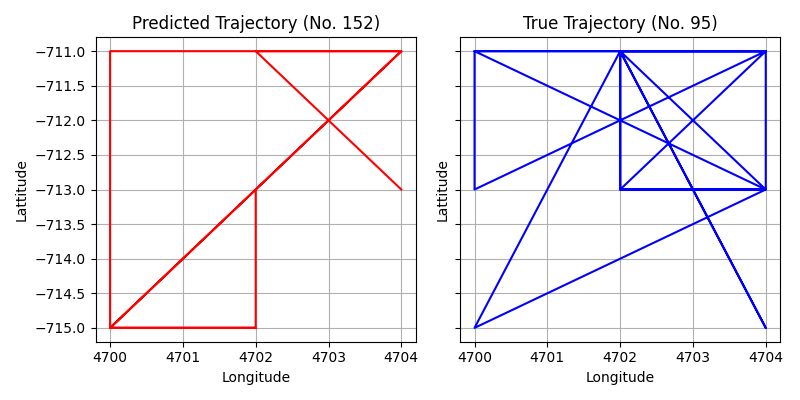 Predicted Trajectory (No. 152)
True Trajectory (No. 95)
Lattitude
−711.0
−711.5
−712.0
−712.5
−713.0
−713.5
−714.0
−714.5
−715.0
4700 4701 4702 4703 4704
Longitude
Lattitude
4700 4701 4702 4703 4704
Longitude